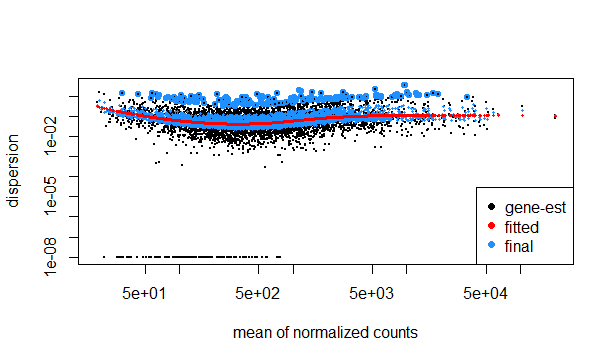 dispersion
1e-02
1e-05
1e-08
gene-est
fitted
final
5e+01
5e+02
5e+03
5e+04
mean of normalized counts